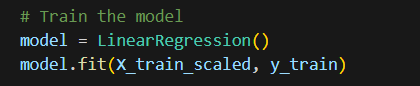 # Train the model
model = LinearRegression()
model.fit(X_train_scaled, y_train)